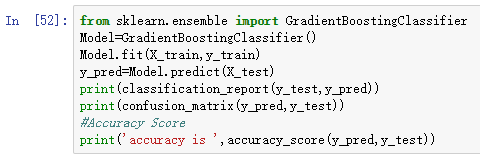 In [52]: from sklearn.ensemble import GradientBoostingClassifier
Model=GradientBoostingClassifier()
Model.fit(X_train,y_train)
y_pred=Model.predict(X_test)
print(classification_report(y_test,y_pred))
print(confusion_matrix(y_pred,y_test))
#Accuracy Score
print('accuracy is ',accuracy_score(y_pred,y_test))